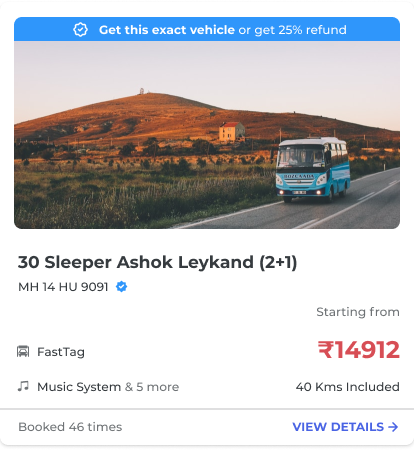 Get this exact vehicle or get 25% refund
30 Sleeper Ashok Leykand (2+1)
MH 14 HU 9091
Starting from
FastTag
₹14912
Music System & 5 more
40 Kms Included
Booked 46 times
VIEW DETAILS →